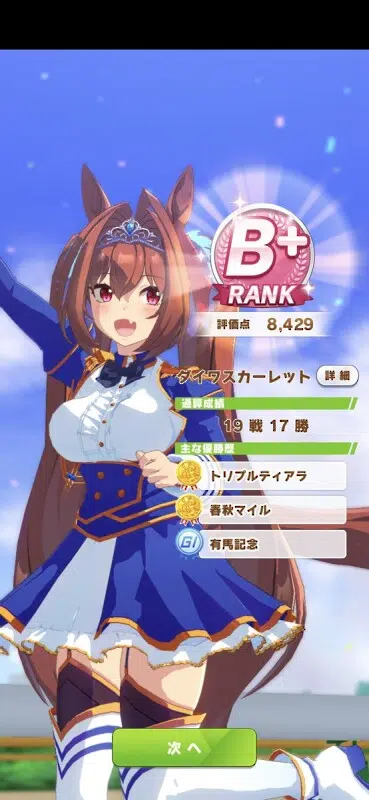 B+
RANK
評価点 8,429
ダイワスカーレット 詳細
通算成績
19 戦 17 勝
主な優勝歴
トリプルティアラ
春秋マイル
GI 有馬記念
次へ